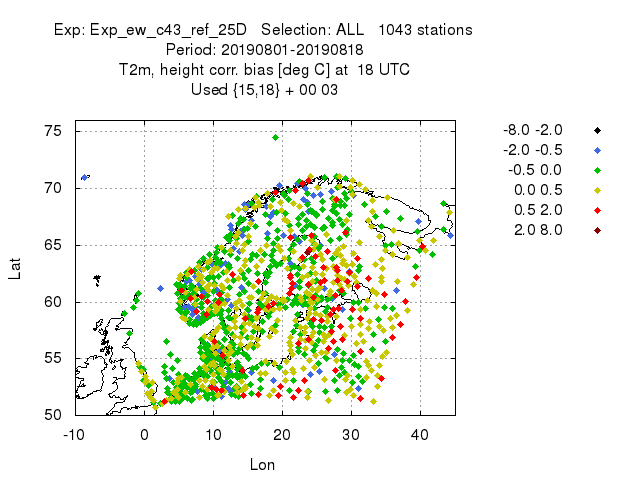 Exp: Exp_ew_c43_ref_25D   Selection: ALL   1043 stations
Period: 20190801-20190818
T2m, height corr. bias [deg C] at  18 UTC
Used {15,18} + 00 03
75
70
65
60
55
50
-10 0 10 20 30 40
Lat
Lon
-8.0 -2.0
-2.0 -0.5
-0.5 0.0
0.0 0.5
0.5 2.0
2.0 8.0